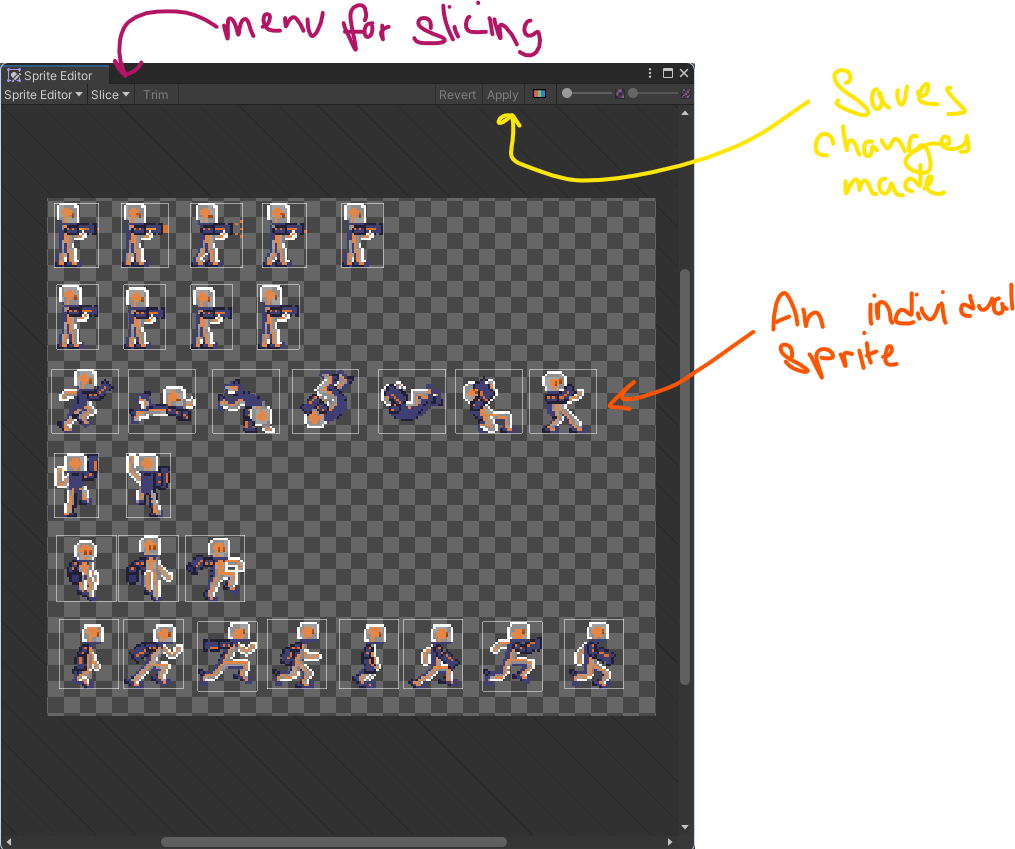 menu for slicing
Sprite Editor
Sprite Editor Slice Trim Revert Apply
Saves
changes
made
An individual
sprite